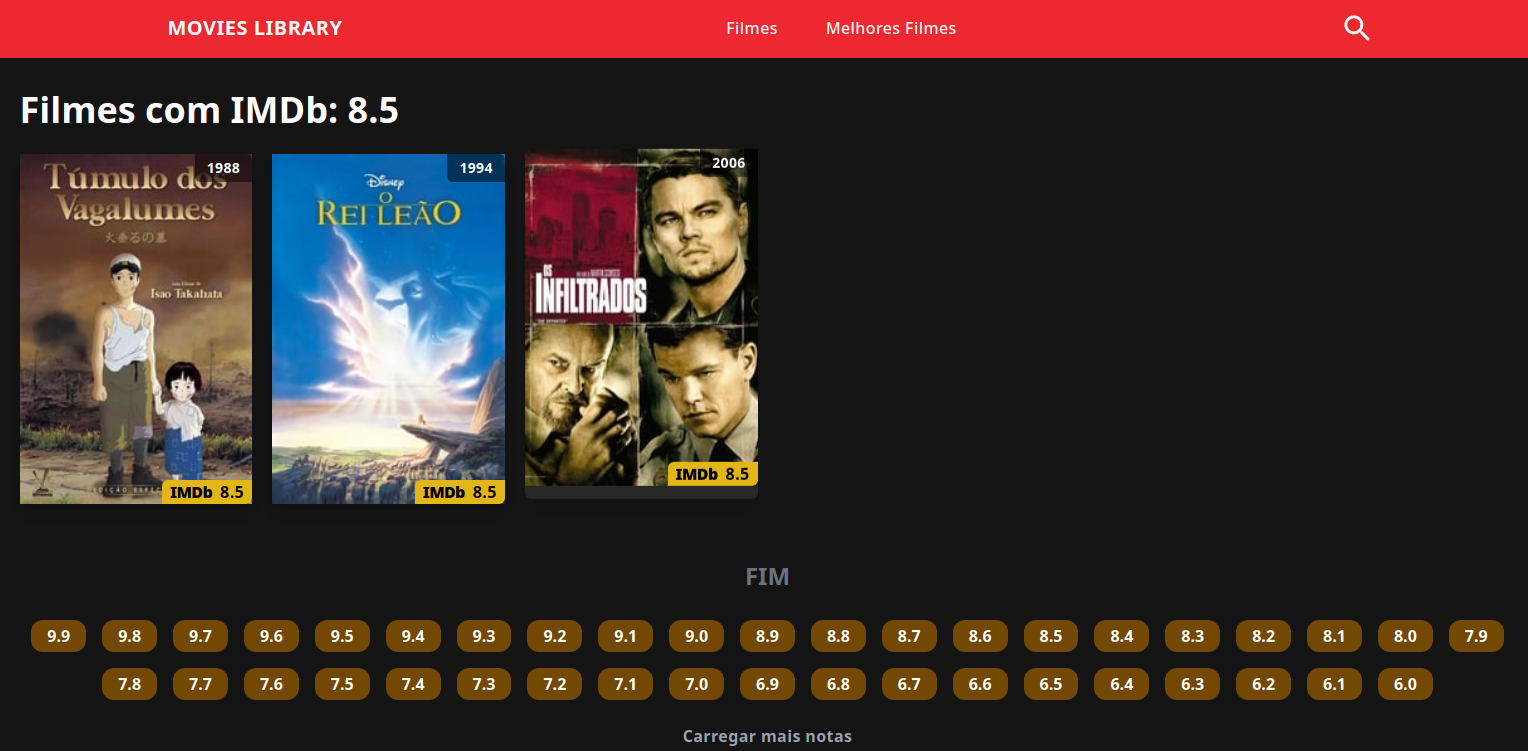 MOVIES LIBRARY
Filmes
Melhores Filmes
Filmes com IMDb: 8.5
1988
Túmulo dos
Vagalumes
火垂るの墓
Isao Takahata
IMDb 8.5
1994
Disney
O
REI LEÃO
IMDb 8.5
2006
OS
INFILTRADOS
IMDb 8.5
FIM
9.9 9.8 9.7 9.6 9.5 9.4 9.3 9.2 9.1 9.0 8.9 8.8 8.7 8.6 8.5 8.4 8.3 8.2 8.1 8.0 7.9
7.8 7.7 7.6 7.5 7.4 7.3 7.2 7.1 7.0 6.9 6.8 6.7 6.6 6.5 6.4 6.3 6.2 6.1 6.0
Carregar mais notas